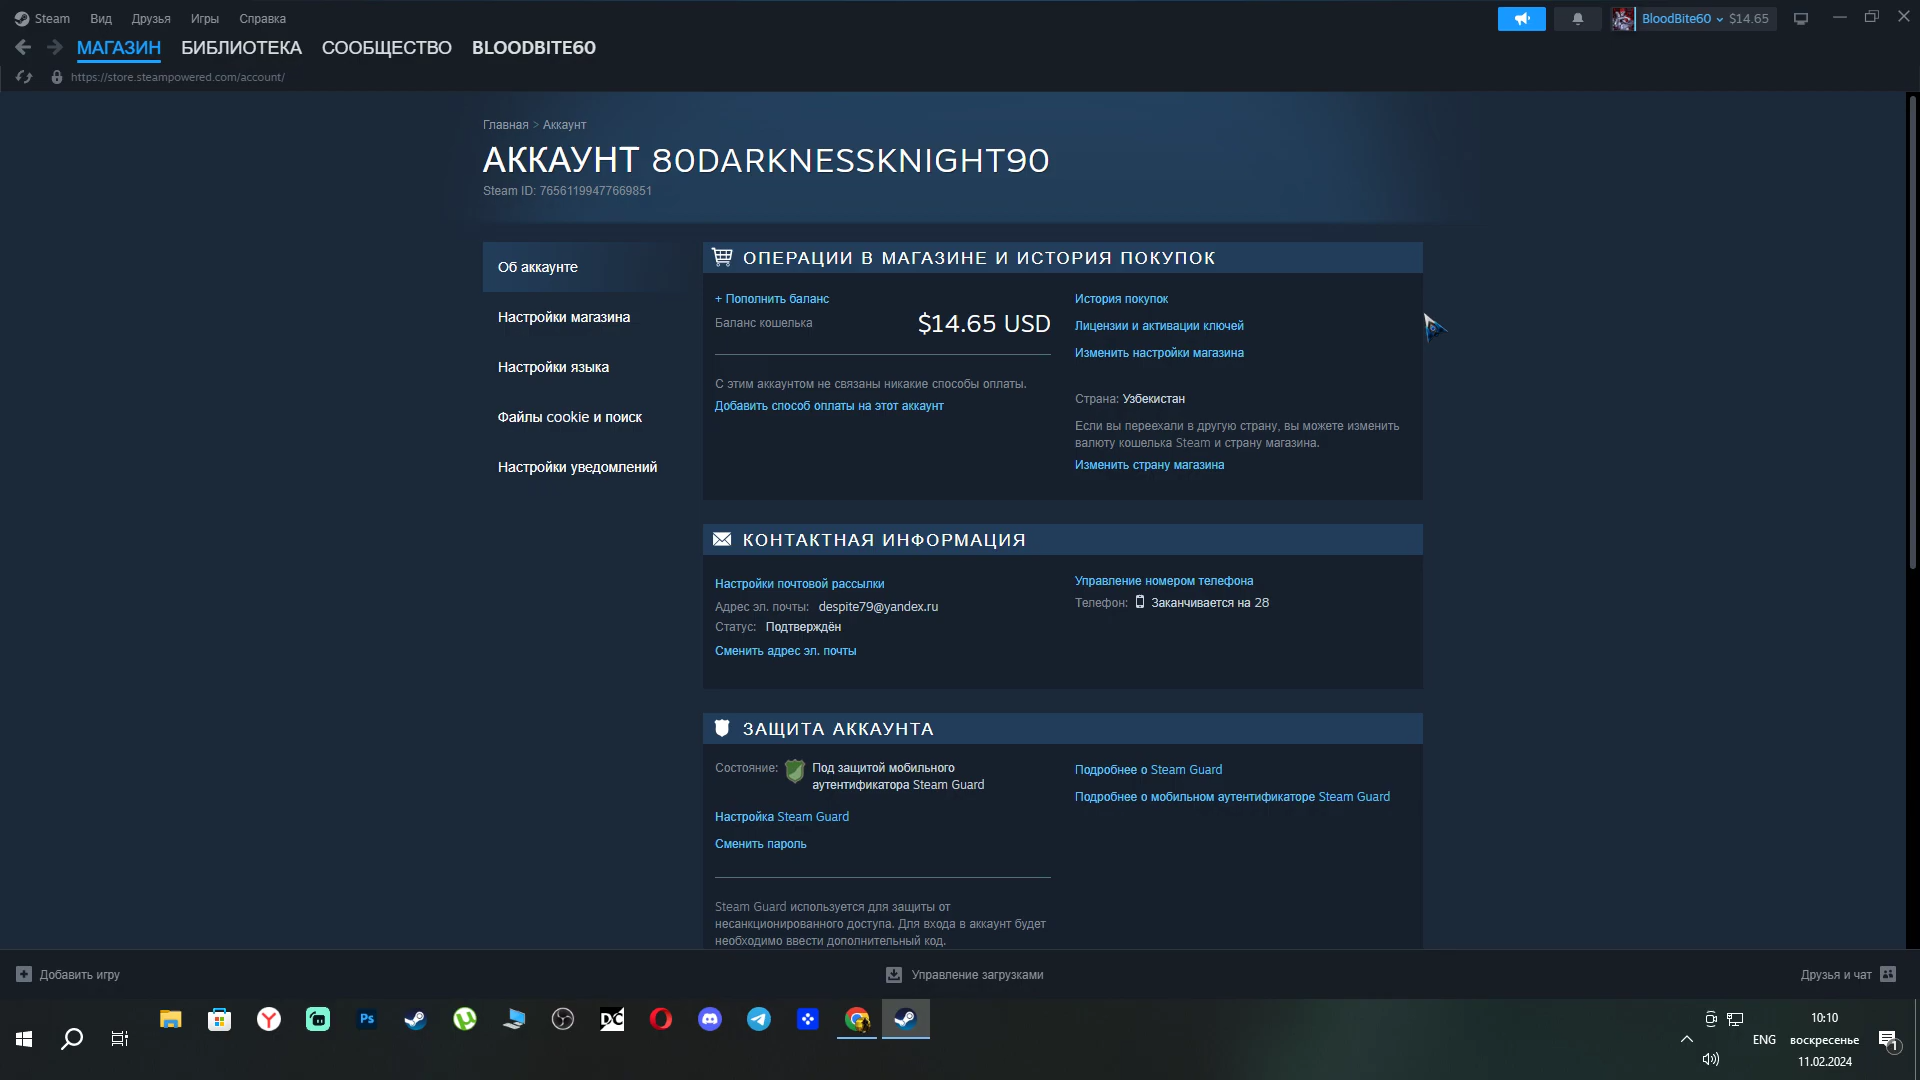 Steam Вид Друзья Игры Справка
BloodBite60 $14.65
МАГАЗИН БИБЛИОТЕКА СООБЩЕСТВО BLOODBITE60
https://store.steampowered.com/account/
Главная > Аккаунт
АККАУНТ 80DARKNESSKNIGHT90
Steam ID: 76561199477669851
Об аккаунте
Настройки магазина
Настройки языка
Файлы cookie и поиск
Настройки уведомлений
ОПЕРАЦИИ В МАГАЗИНЕ И ИСТОРИЯ ПОКУПОК
+ Пополнить баланс
Баланс кошелька $14.65 USD
С этим аккаунтом не связаны никакие способы оплаты.
Добавить способ оплаты на этот аккаунт
История покупок
Лицензии и активации ключей
Изменить настройки магазина
Страна: Узбекистан
Если вы переехали в другую страну, вы можете изменить
валюту кошелька Steam и страну магазина.
Изменить страну магазина
КОНТАКТНАЯ ИНФОРМАЦИЯ
Настройки почтовой рассылки
Адрес эл. почты: despite79@yandex.ru
Статус: Подтверждён
Сменить адрес эл. почты
Управление номером телефона
Телефон: Заканчивается на 28
ЗАЩИТА АККАУНТА
Состояние: Под защитой мобильного
аутентификатора Steam Guard
Настройка Steam Guard
Сменить пароль
Steam Guard используется для защиты от
несанкционированного доступа. Для входа в аккаунт будет
необходимо ввести дополнительный код.
Подробнее о Steam Guard
Подробнее о мобильном аутентификаторе Steam Guard
Добавить игру
Управление загрузками
Друзья и чат
Ps
DC
ENG
10:10
воскресенье
11.02.2024
1